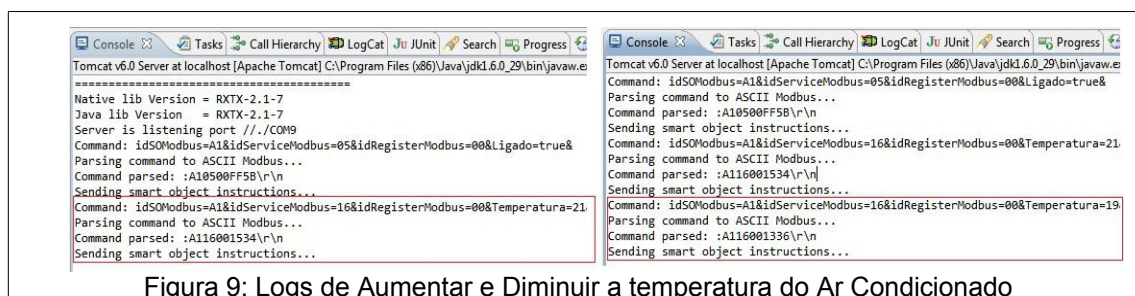 Console Tasks Call Hierarchy LogCat JUnit Search Progress
Tomcat v6.0 Server at localhost [Apache Tomcat] C:\Program Files (x86)\Java\jdk1.6.0_29\bin\javaw.ex
========================================
Native lib Version = RXTX-2.1-7
Java lib Version   = RXTX-2.1-7
Server is listening port //./COM9
Command: idSOModbus=A1&idServiceModbus=05&idRegisterModbus=00&Ligado=true&
Parsing command to ASCII Modbus...
Command parsed: :A10500FF5B\r\n
Sending smart object instructions...
Command: idSOModbus=A1&idServiceModbus=16&idRegisterModbus=00&Temperatura=21
Parsing command to ASCII Modbus...
Command parsed: :A116001534\r\n
Sending smart object instructions...
Console Tasks Call Hierarchy LogCat JUnit Search Progress
Tomcat v6.0 Server at localhost [Apache Tomcat] C:\Program Files (x86)\Java\jdk1.6.0_29\bin\javaw.ex
Command: idSOModbus=A1&idServiceModbus=05&idRegisterModbus=00&Ligado=true&
Parsing command to ASCII Modbus...
Command parsed: :A10500FF5B\r\n
Sending smart object instructions...
Command: idSOModbus=A1&idServiceModbus=16&idRegisterModbus=00&Temperatura=21
Parsing command to ASCII Modbus...
Command parsed: :A116001534\r\n
Sending smart object instructions...
Command: idSOModbus=A1&idServiceModbus=16&idRegisterModbus=00&Temperatura=19
Parsing command to ASCII Modbus...
Command parsed: :A116001336\r\n
Sending smart object instructions...
Figura 9: Logs de Aumentar e Diminuir a temperatura do Ar Condicionado